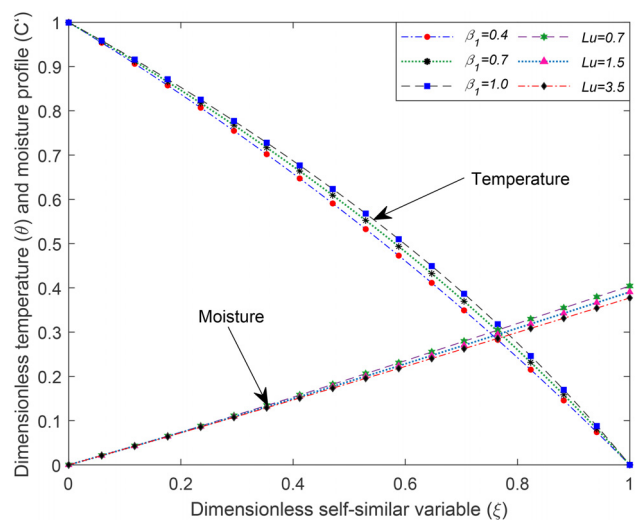 Dimensionless temperature (θ) and moisture profile (C')
1
0.9
0.8
0.7
0.6
0.5
0.4
0.3
0.2
0.1
0
β1=0.4
β1=0.7
β1=1.0
Lu=0.7
Lu=1.5
Lu=3.5
Temperature
Moisture
0 0.2 0.4 0.6 0.8 1
Dimensionless self-similar variable (ξ)